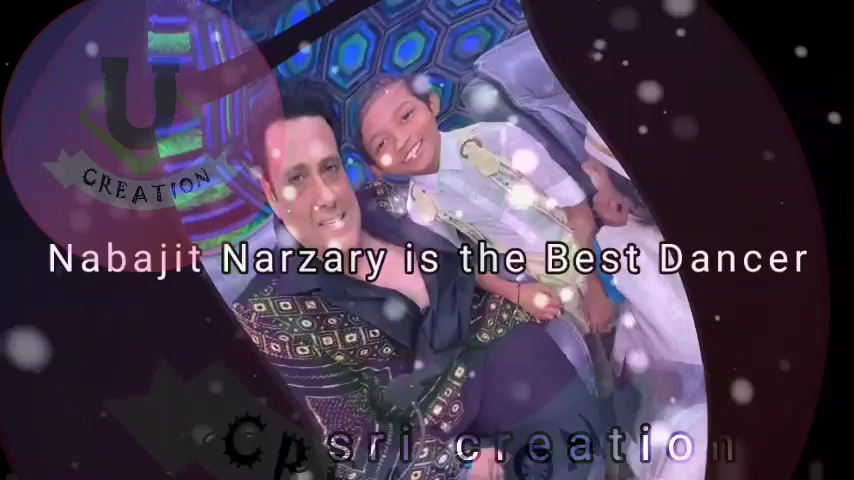 U
CREATION
Nabajit Narzary is the Best Dancer
sri creation